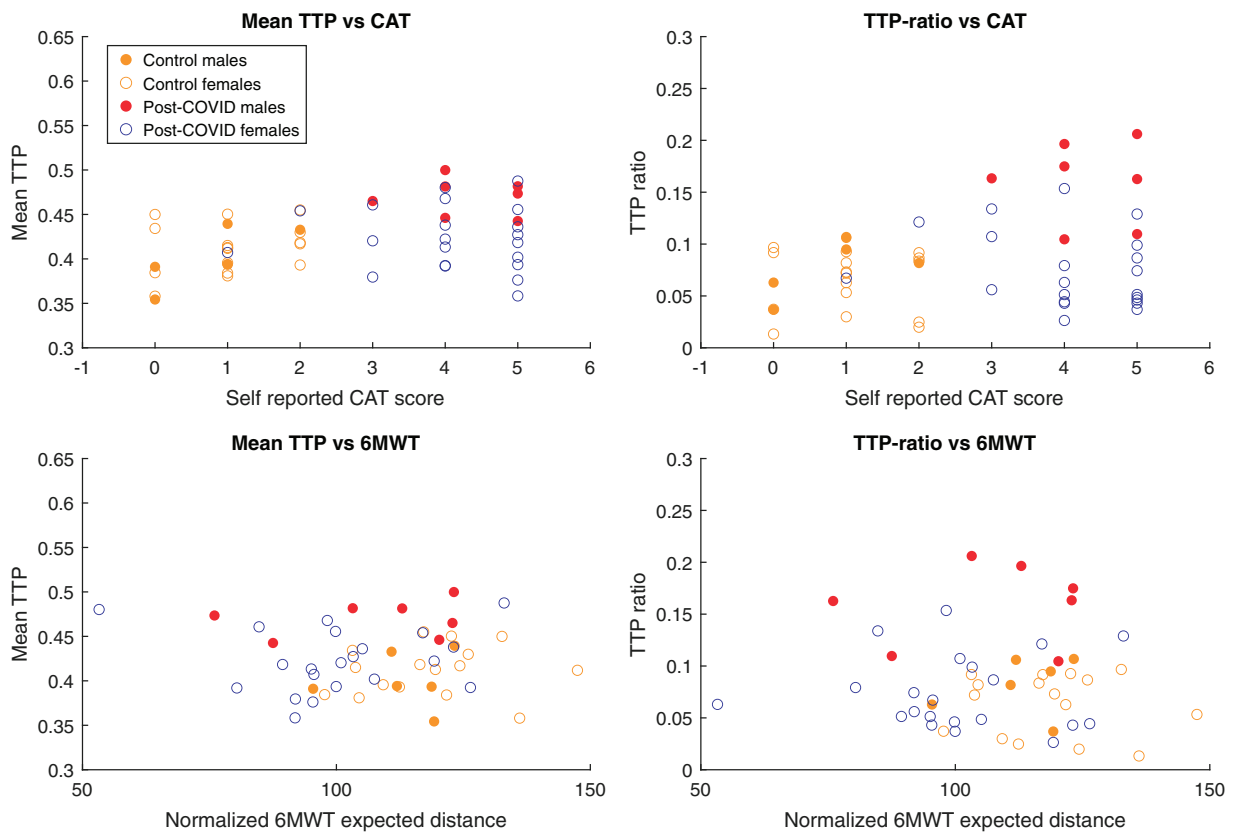 Mean TTP vs CAT
0.65
0.6
0.55
0.5
0.45
0.4
0.35
0.3
Mean TTP
Control males
Control females
Post-COVID males
Post-COVID females
-1 0 1 2 3 4 5 6
Self reported CAT score
TTP-ratio vs CAT
0.3
0.25
0.2
0.15
0.1
0.05
0
TTP ratio
-1 0 1 2 3 4 5 6
Self reported CAT score
Mean TTP vs 6MWT
0.65
0.6
0.55
0.5
0.45
0.4
0.35
0.3
Mean TTP
50 100 150
Normalized 6MWT expected distance
TTP-ratio vs 6MWT
0.3
0.25
0.2
0.15
0.1
0.05
0
TTP ratio
50 100 150
Normalized 6MWT expected distance